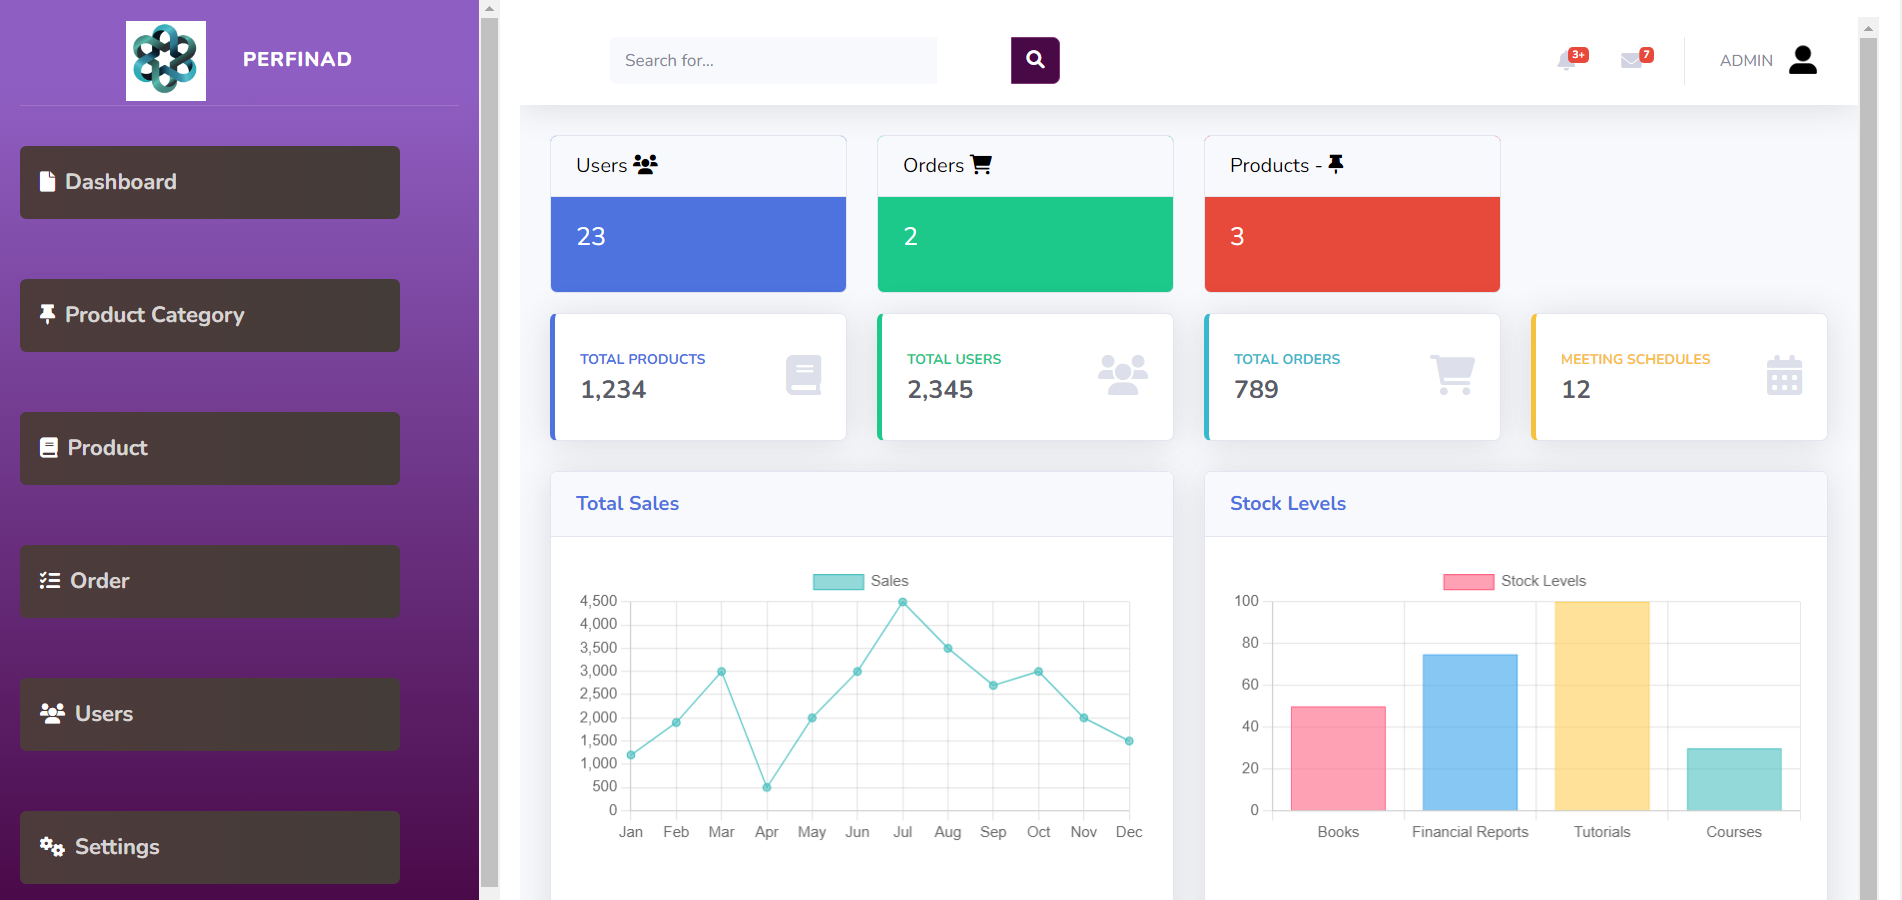 PERFINAD
Dashboard
Product Category
Product
Order
Users
Settings
Search for...
3+
7
ADMIN
Users
23
Orders
2
Products -
3
TOTAL PRODUCTS
1,234
TOTAL USERS
2,345
TOTAL ORDERS
789
MEETING SCHEDULES
12
Total Sales
Sales
4,500
4,000
3,500
3,000
2,500
2,000
1,500
1,000
500
0
Jan Feb Mar Apr May Jun Jul Aug Sep Oct Nov Dec
Stock Levels
Stock Levels
100
80
60
40
20
0
Books Financial Reports Tutorials Courses